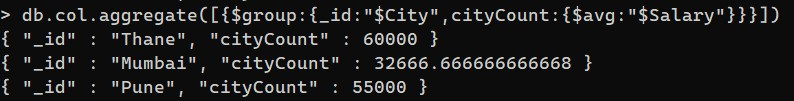 > db.col.aggregate([{$group:{_id:"$City",cityCount:{$avg:"$Salary"}}}])
{ "_id" : "Thane", "cityCount" : 60000 }
{ "_id" : "Mumbai", "cityCount" : 32666.666666666668 }
{ "_id" : "Pune", "cityCount" : 55000 }